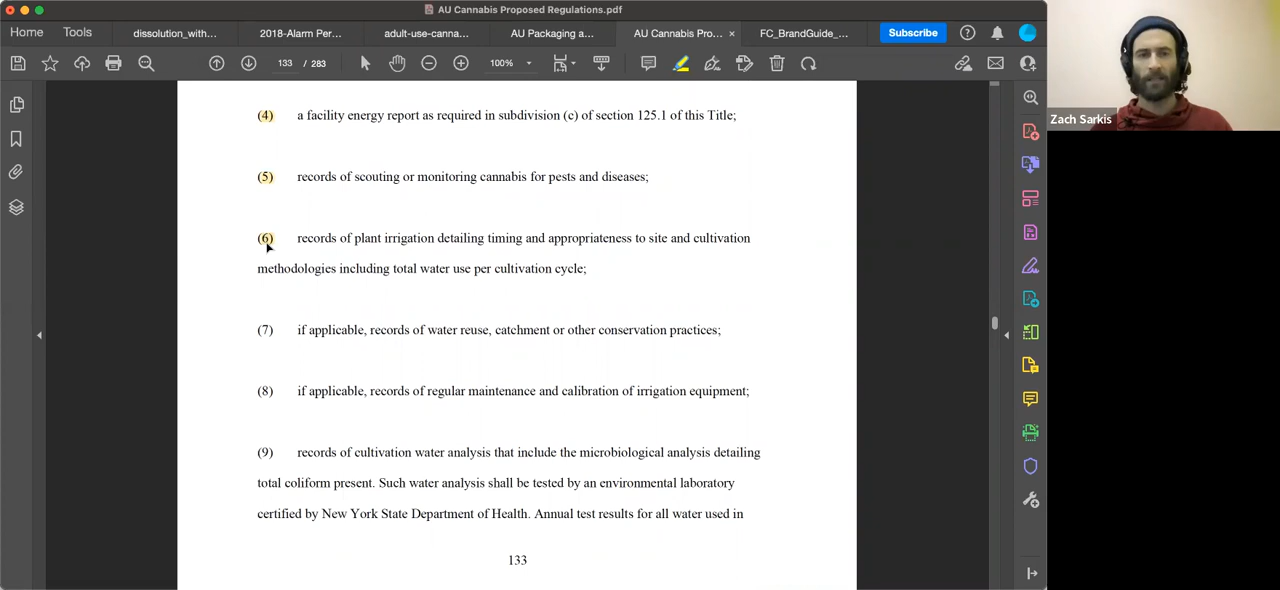 AU Cannabis Proposed Regulations.pdf
Home Tools dissolution_with... 2018-Alarm Per... adult-use-canna... AU Packaging a... AU Cannabis Pro... × FC_BrandGuide_... Subscribe
133 / 283 100%
Zach Sarkis
(4) a facility energy report as required in subdivision (c) of section 125.1 of this Title;
(5) records of scouting or monitoring cannabis for pests and diseases;
(6) records of plant irrigation detailing timing and appropriateness to site and cultivation
methodologies including total water use per cultivation cycle;
(7) if applicable, records of water reuse, catchment or other conservation practices;
(8) if applicable, records of regular maintenance and calibration of irrigation equipment;
(9) records of cultivation water analysis that include the microbiological analysis detailing
total coliform present. Such water analysis shall be tested by an environmental laboratory
certified by New York State Department of Health. Annual test results for all water used in
133